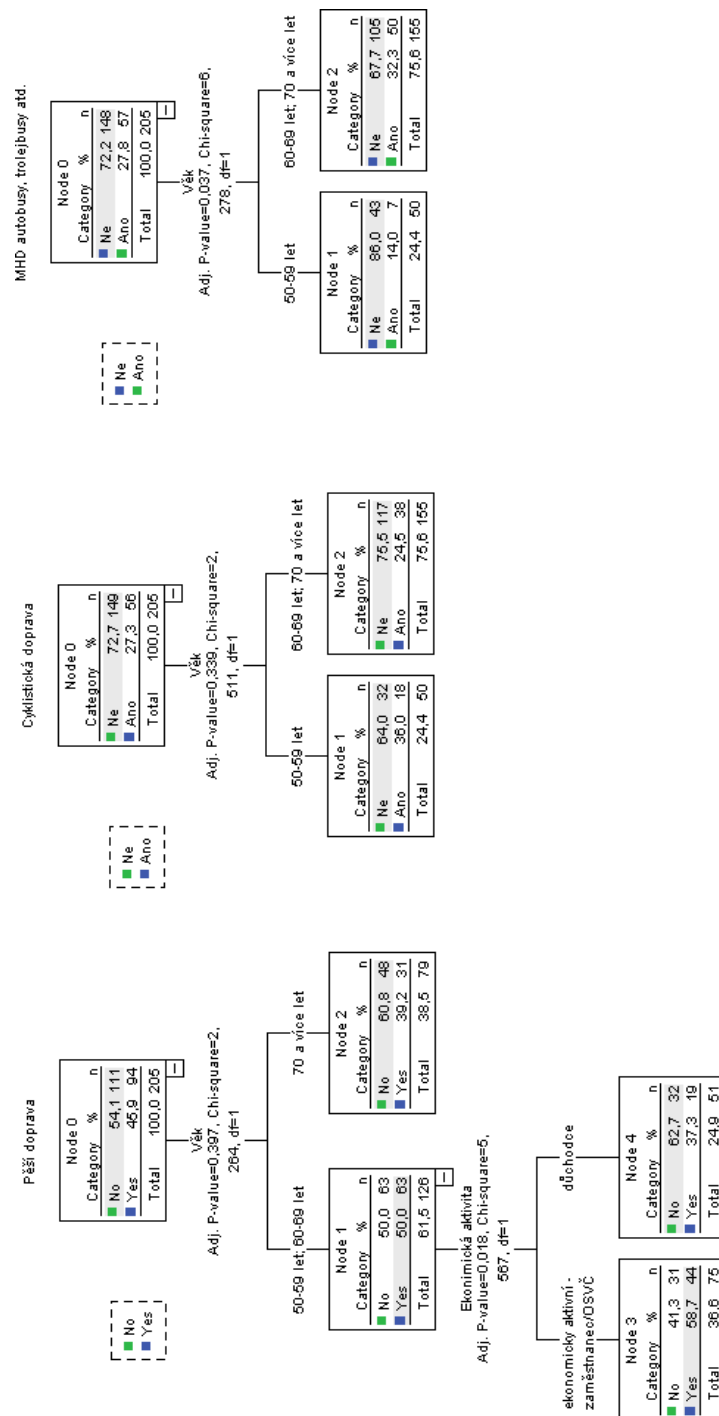 Pěší doprava
No
Yes
Node 0
Category % n
No 54,1 111
Yes 45,9 94
Total 100,0 205
Věk
Adj. P-value=0,397, Chi-square=2,
264, df=1
50-59 let; 60-69 let
70 a více let
Node 1
Category % n
No 50,0 63
Yes 50,0 63
Total 61,5 126
Node 2
Category % n
No 60,8 48
Yes 39,2 31
Total 38,5 79
Ekonimická aktivita
Adj. P-value=0,018, Chi-square=5,
567, df=1
ekonomicky aktivní -
zaměstnanec/OSVČ
důchodce
Node 3
Category % n
No 41,3 31
Yes 58,7 44
Total 36,6 75
Node 4
Category % n
No 62,7 32
Yes 37,3 19
Total 24,9 51
Cyklistická doprava
Ne
Ano
Node 0
Category % n
Ne 72,7 149
Ano 27,3 56
Total 100,0 205
Věk
Adj. P-value=0,339, Chi-square=2,
511, df=1
50-59 let
60-69 let; 70 a více let
Node 1
Category % n
Ne 64,0 32
Ano 36,0 18
Total 24,4 50
Node 2
Category % n
Ne 75,5 117
Ano 24,5 38
Total 75,6 155
MHD autobusy, trolejbusy atd.
Ne
Ano
Node 0
Category % n
Ne 72,2 148
Ano 27,8 57
Total 100,0 205
Věk
Adj. P-value=0,037, Chi-square=6,
278, df=1
50-59 let
60-69 let; 70 a více let
Node 1
Category % n
Ne 86,0 43
Ano 14,0 7
Total 24,4 50
Node 2
Category % n
Ne 67,7 105
Ano 32,3 50
Total 75,6 155